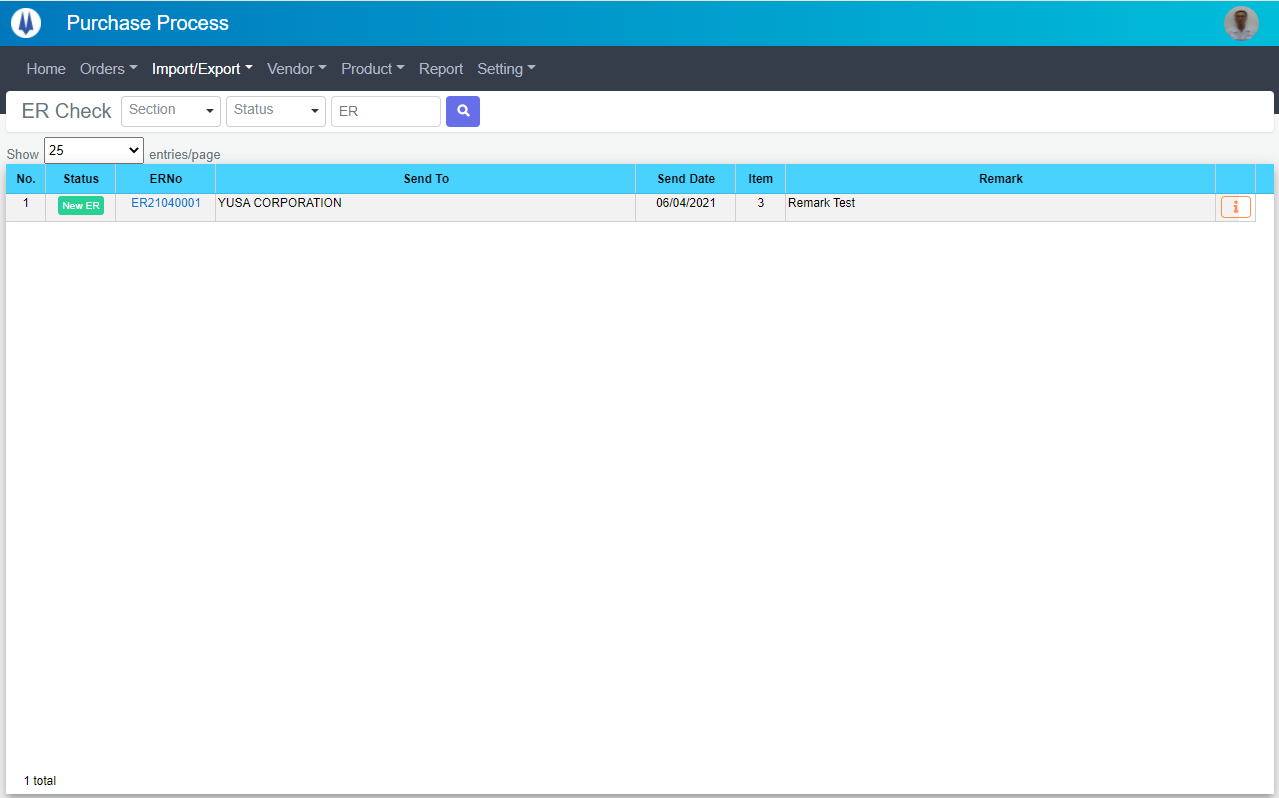 Purchase Process
Home Orders Import/Export Vendor Product Report Setting
ER Check Section Status ER
Show 25 entries/page
No. Status ERNo Send To Send Date Item Remark
1 New ER ER21040001 YUSA CORPORATION 06/04/2021 3 Remark Test
1 total